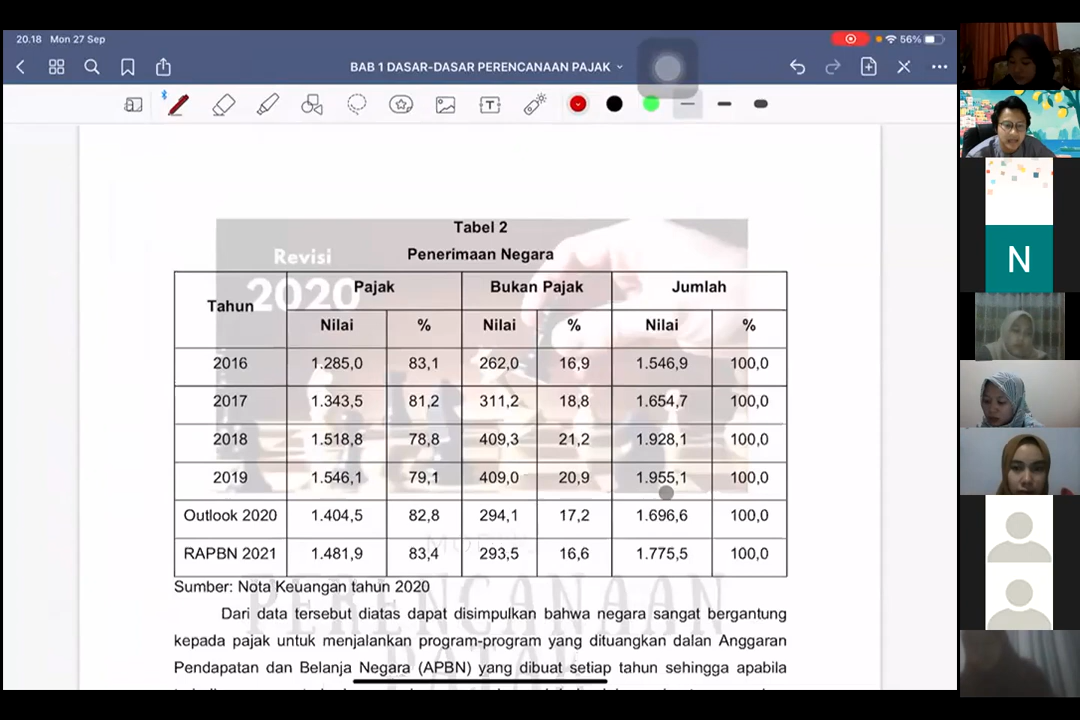 20.18 Mon 27 Sep
56%
BAB 1 DASAR-DASAR PERENCANAAN PAJAK
Tabel 2
Penerimaan Negara
Revisi
2020
Tahun Pajak Bukan Pajak Jumlah
Nilai % Nilai % Nilai %
2016 1.285,0 83,1 262,0 16,9 1.546,9 100,0
2017 1.343,5 81,2 311,2 18,8 1.654,7 100,0
2018 1.518,8 78,8 409,3 21,2 1.928,1 100,0
2019 1.546,1 79,1 409,0 20,9 1.955,1 100,0
Outlook 2020 1.404,5 82,8 294,1 17,2 1.696,6 100,0
RAPBN 2021 1.481,9 83,4 293,5 16,6 1.775,5 100,0
Sumber: Nota Keuangan tahun 2020
Dari data tersebut diatas dapat disimpulkan bahwa negara sangat bergantung
kepada pajak untuk menjalankan program-program yang dituangkan dalan Anggaran
Pendapatan dan Belanja Negara (APBN) yang dibuat setiap tahun sehingga apabila
PERENCANAAN
PAJAK
N